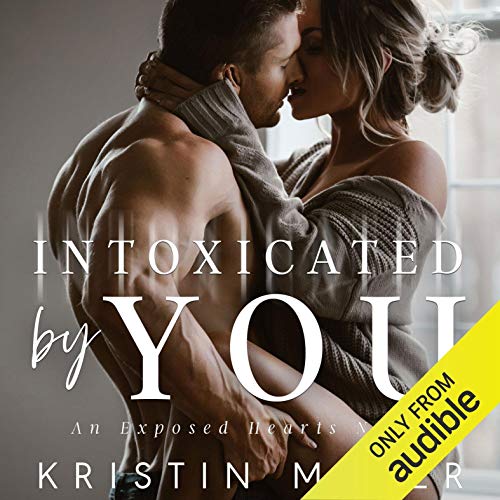 INTOXICATED
by YOU
An Exposed Hearts
KRISTIN
ONLY FROM
audible